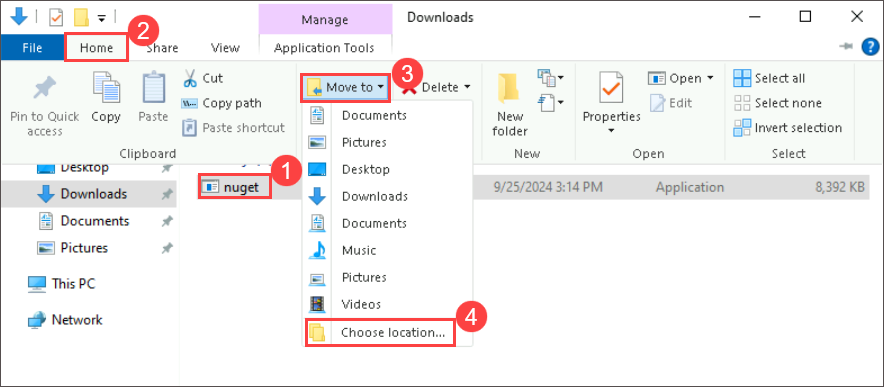 Manage
Downloads
2
File
Home
Share
View
Application Tools
3
Pin to Quick
access
Copy
Paste
Cut
Copy path
Paste shortcut
Clipboard
Move to
Delete
New
folder
New
Properties
Open
Edit
Open
Select all
Select none
Invert selection
Select
Documents
Pictures
Desktop
Downloads
Documents
Music
Pictures
Videos
Choose location...
4
Desktop
Downloads
Documents
Pictures
This PC
Network
1
nuget
9/25/2024 3:14 PM
Application
8,392 KB